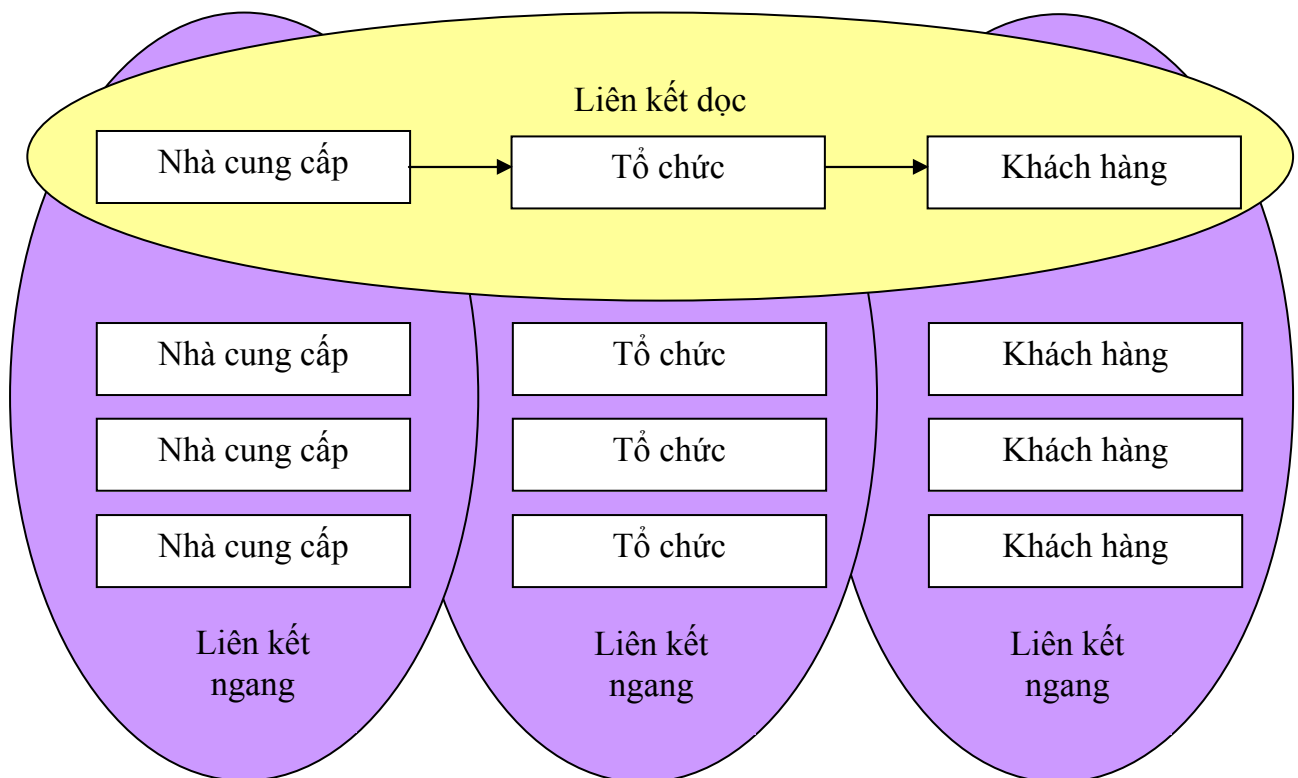 Liên kết dọc
Nhà cung cấp
Tổ chức
Khách hàng
Nhà cung cấp
Tổ chức
Khách hàng
Nhà cung cấp
Tổ chức
Khách hàng
Nhà cung cấp
Tổ chức
Khách hàng
Liên kết
ngang
Liên kết
ngang
Liên kết
ngang